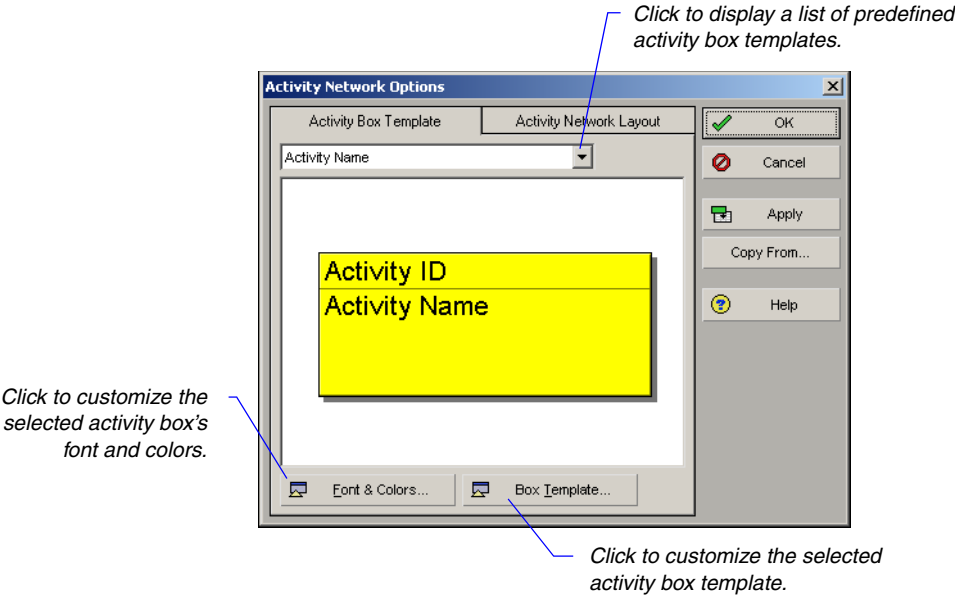 Click to display a list of predefined
activity box templates.
Activity Network Options
Activity Box Template
Activity Network Layout
OK
Activity Name
Cancel
Apply
Copy From...
Activity ID
Activity Name
Help
Click to customize the
selected activity box’s
font and colors.
Font & Colors...
Box Template...
Click to customize the selected
activity box template.